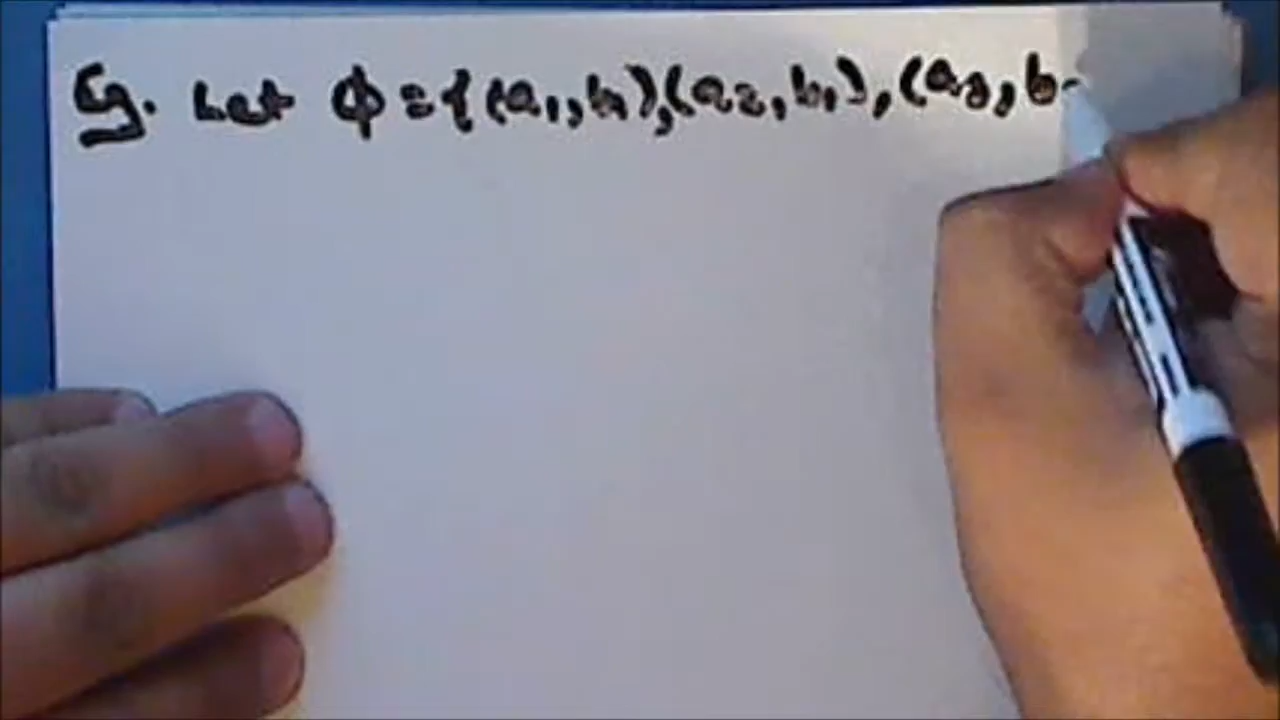 Eg. Let ϕ = {(a₁, b₁), (a₂, b₁), (a₃, b